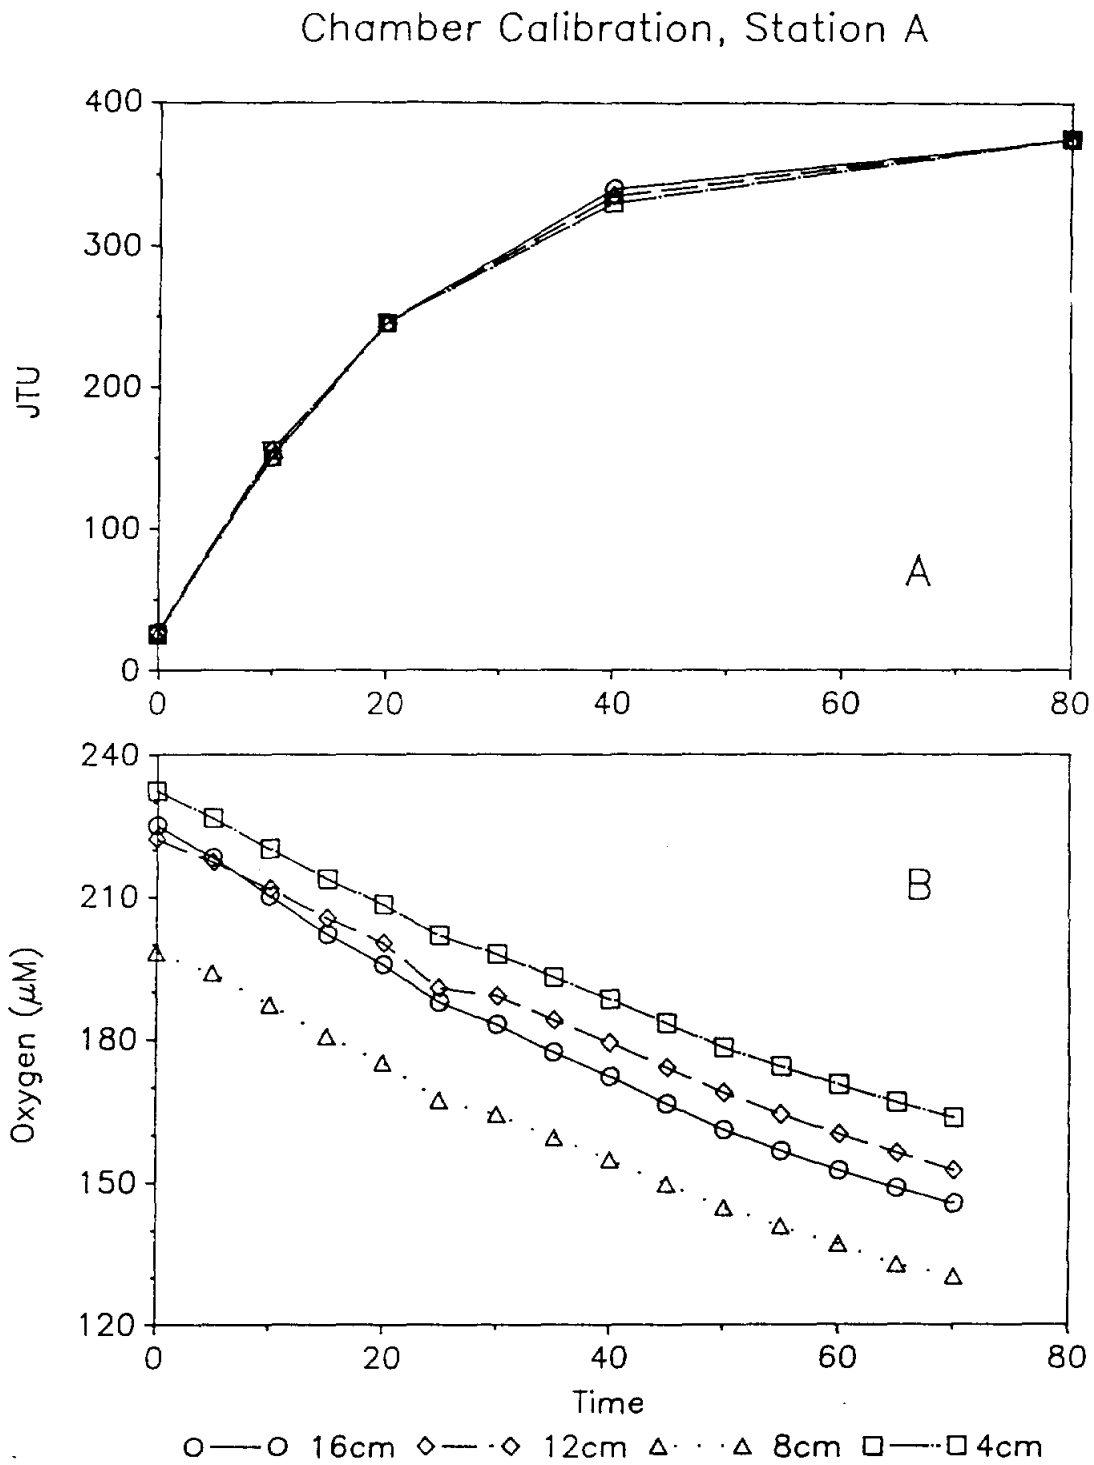 Chamber Calibration, Station A
400
300
200
100
0
JTU
A
0 20 40 60 80
240
210
180
150
120
Oxygen (μM)
B
0 20 40 60 80
Time
16cm 12cm 8cm 4cm